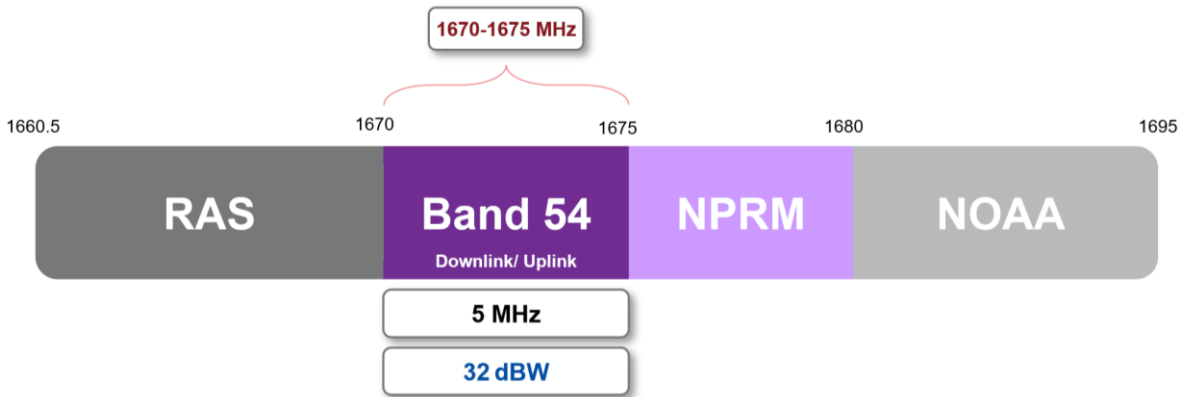 1670-1675 MHz
1660.5 1670 1675 1680 1695
RAS Band 54 NPRM NOAA
Downlink/ Uplink
5 MHz
32 dBW